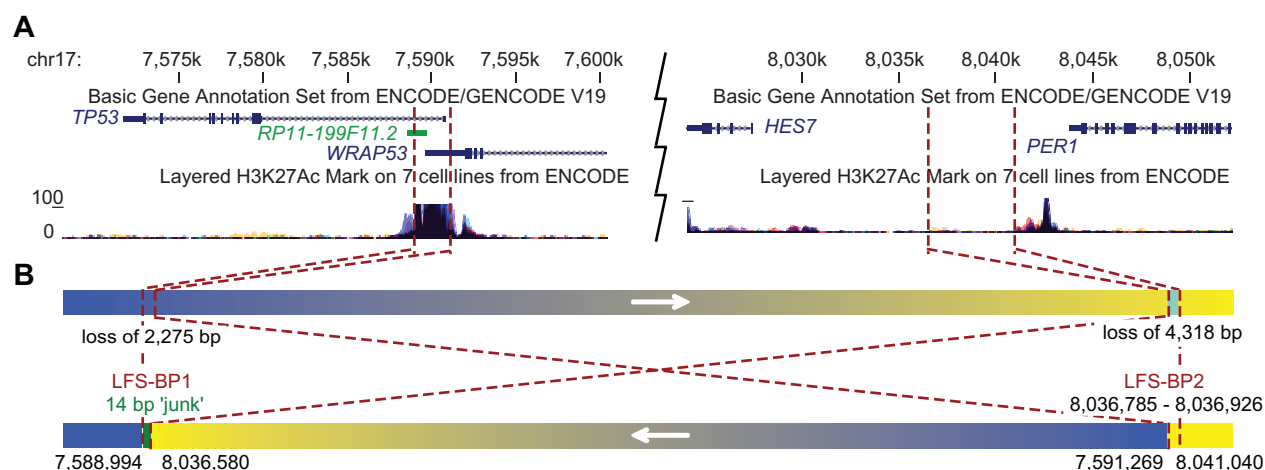 A
chr17: 7,575k 7,580k 7,585k 7,590k 7,595k 7,600k 8,030k 8,035k 8,040k 8,045k 8,050k
Basic Gene Annotation Set from ENCODE/GENCODE V19 Basic Gene Annotation Set from ENCODE/GENCODE V19
TP53
RP11-199F11.2
WRAP53
HES7
PER1
Layered H3K27Ac Mark on 7 cell lines from ENCODE Layered H3K27Ac Mark on 7 cell lines from ENCODE
100
0
B
loss of 2,275 bp loss of 4,318 bp
LFS-BP1 LFS-BP2
14 bp 'junk' 8,036,785 - 8,036,926
7,588,994 8,036,580 7,591,269 8,041,040